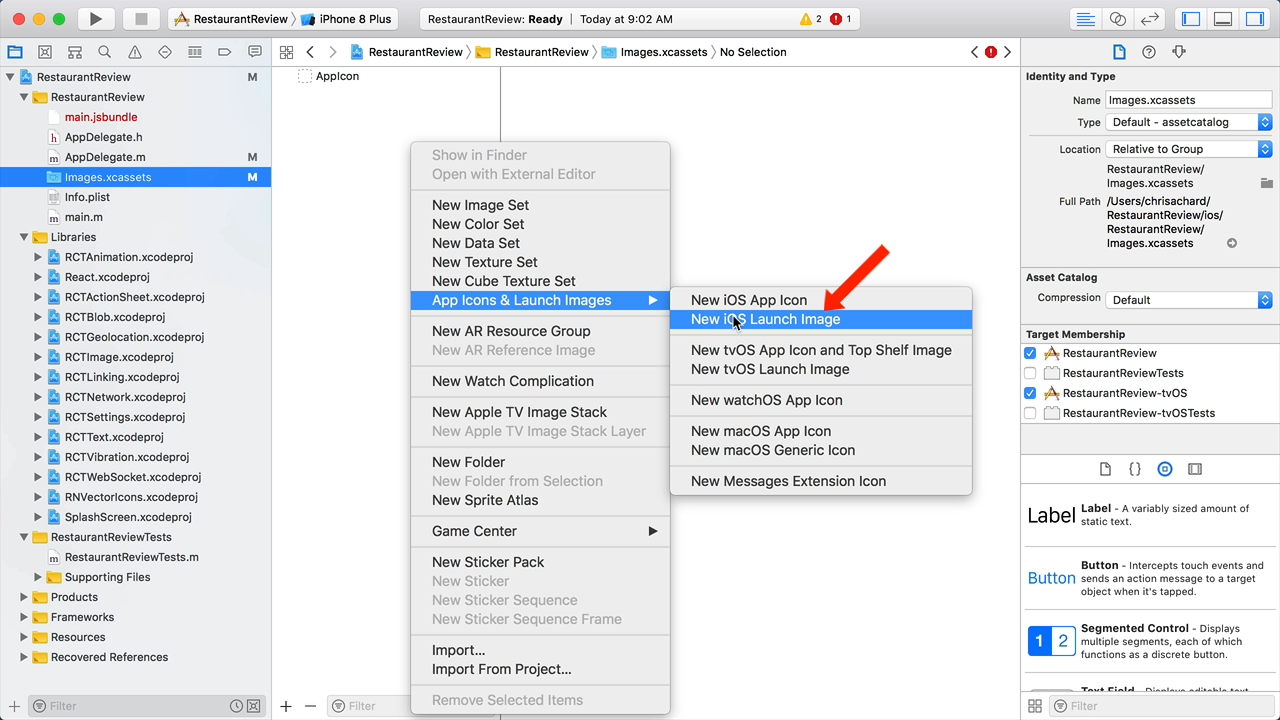 RestaurantReview
iPhone 8 Plus
RestaurantReview: Ready | Today at 9:02 AM
2
1
RestaurantReview
RestaurantReview
Images.xcassets
No Selection
RestaurantReview M
RestaurantReview
main.jsbundle
AppDelegate.h
AppDelegate.m M
Images.xcassets M
Info.plist
main.m
Libraries
RCTAnimation.xcodeproj
React.xcodeproj
RCTActionSheet.xcodeproj
RCTBlob.xcodeproj
RCTGeolocation.xcodeproj
RCTImage.xcodeproj
RCTLinking.xcodeproj
RCTNetwork.xcodeproj
RCTSettings.xcodeproj
RCTText.xcodeproj
RCTVibration.xcodeproj
RCTWebSocket.xcodeproj
RNVectorIcons.xcodeproj
SplashScreen.xcodeproj
RestaurantReviewTests
RestaurantReviewTests.m
Supporting Files
Products
Frameworks
Resources
Recovered References
Filter
AppIcon
Filter
Show in Finder
Open with External Editor
New Image Set
New Color Set
New Data Set
New Texture Set
New Cube Texture Set
App Icons & Launch Images
New AR Resource Group
New AR Reference Image
New Watch Complication
New Apple TV Image Stack
New Apple TV Image Stack Layer
New Folder
New Folder from Selection
New Sprite Atlas
Game Center
New Sticker Pack
New Sticker
New Sticker Sequence
New Sticker Sequence Frame
Import...
Import From Project...
Remove Selected Items
New iOS App Icon
New iOS Launch Image
New tvOS App Icon and Top Shelf Image
New tvOS Launch Image
New watchOS App Icon
New macOS App Icon
New macOS Generic Icon
New Messages Extension Icon
Identity and Type
Name Images.xcassets
Type Default - assetcatalog
Location Relative to Group
RestaurantReview/
Images.xcassets
Full Path /Users/chrisachard/
RestaurantReview/ios/
RestaurantReview/
Images.xcassets
Asset Catalog
Compression Default
Target Membership
RestaurantReview
RestaurantReviewTests
RestaurantReview-tvOS
RestaurantReview-tvOSTests
Label
Label - A variably sized amount of
static text.
Button
Button - Intercepts touch events and
sends an action message to a target
object when it's tapped.
1 2
Segmented Control - Displays
multiple segments, each of which
functions as a discrete button.
Text Field - Displays editable text
Filter